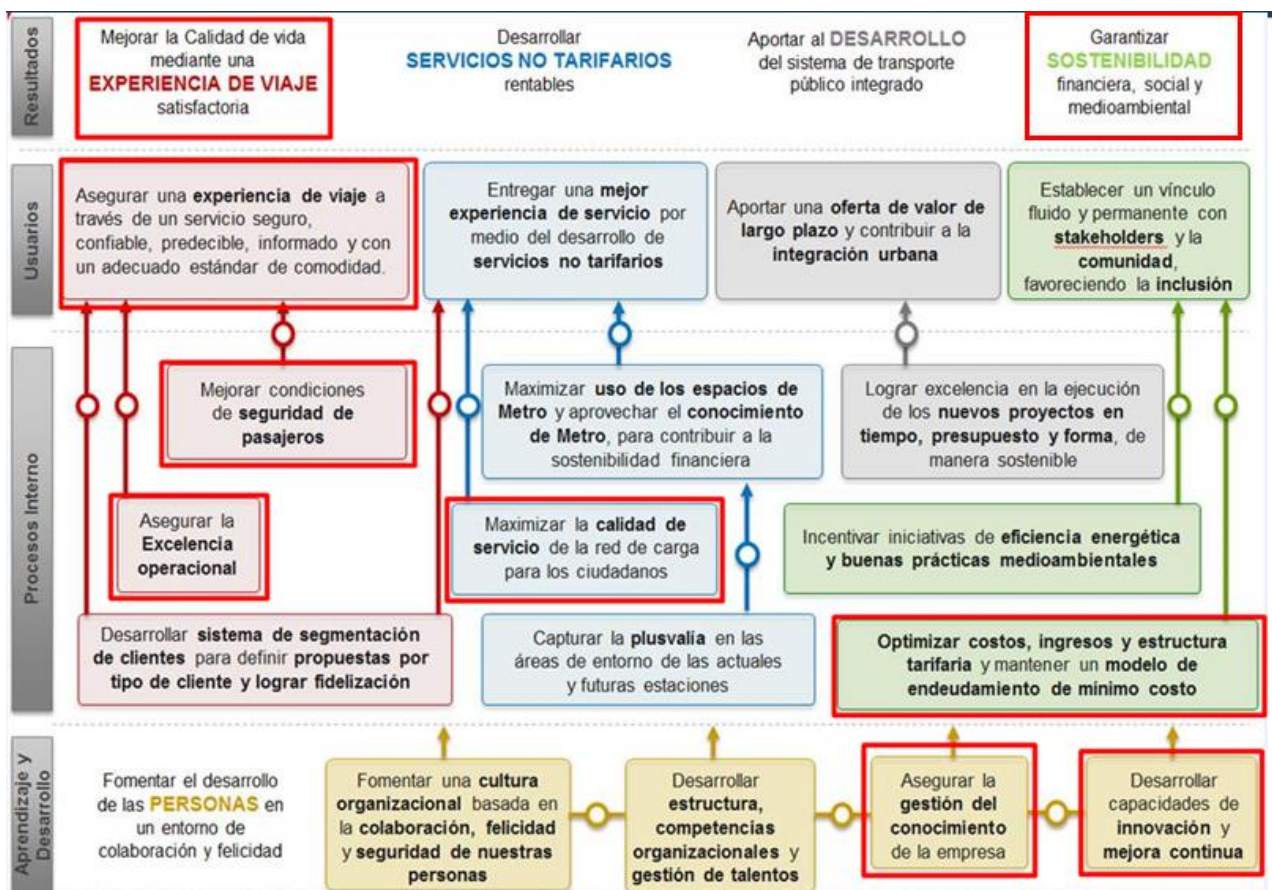 Resultados
Mejorar la Calidad de vida
mediante una
EXPERIENCIA DE VIAJE
satisfactoria
Desarrollar
SERVICIOS NO TARIFARIOS
rentables
Aportar al DESARROLLO
del sistema de transporte
público integrado
Garantizar
SOSTENIBILIDAD
financiera, social y
medioambiental
Usuarios
Asegurar una experiencia de viaje a
través de un servicio seguro,
confiable, predecible, informado y con
un adecuado estándar de comodidad.
Entregar una mejor
experiencia de servicio por
medio del desarrollo de
servicios no tarifarios
Aportar una oferta de valor de
largo plazo y contribuir a la
integración urbana
Establecer un vínculo
fluido y permanente con
stakeholders y la
comunidad,
favoreciendo la inclusión
Procesos Interno
Mejorar condiciones
de seguridad de
pasajeros
Maximizar uso de los espacios de
Metro y aprovechar el conocimiento
de Metro, para contribuir a la
sostenibilidad financiera
Lograr excelencia en la ejecución
de los nuevos proyectos en
tiempo, presupuesto y forma, de
manera sostenible
Asegurar la
Excelencia
operacional
Maximizar la calidad de
servicio de la red de carga
para los ciudadanos
Incentivar iniciativas de eficiencia energética
y buenas prácticas medioambientales
Desarrollar sistema de segmentación
de clientes para definir propuestas por
tipo de cliente y lograr fidelización
Capturar la plusvalía en las
áreas de entorno de las actuales
y futuras estaciones
Optimizar costos, ingresos y estructura
tarifaria y mantener un modelo de
endeudamiento de mínimo costo
Aprendizaje y
Desarrollo
Fomentar el desarrollo
de las PERSONAS en
un entorno de
colaboración y felicidad
Fomentar una cultura
organizacional basada en
la colaboración, felicidad
y seguridad de nuestras
personas
Desarrollar
estructura,
competencias
organizacionales y
gestión de talentos
Asegurar la
gestión del
conocimiento
de la empresa
Desarrollar
capacidades de
innovación y
mejora continua